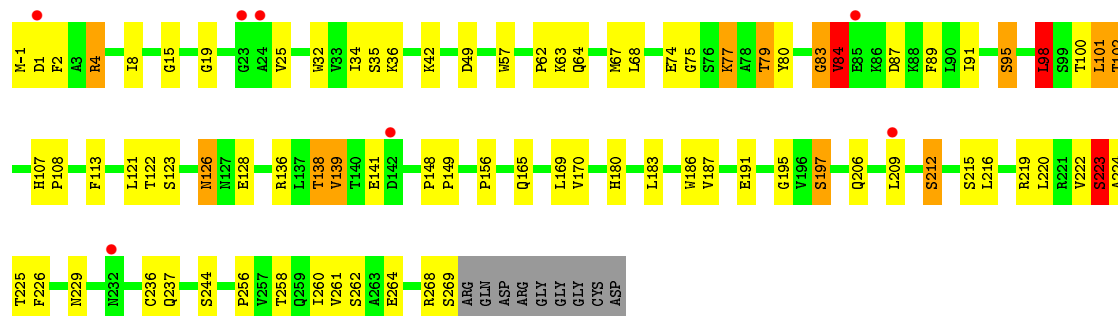 M-1 D1 F2 A3 R4 I8 G15 G19 G23 A24 V25 W32 V33 I34 S35 K36 K42 D49 W57 P62 K63 Q64 M67 L68 E74 G75 S76 K77 A78 T79 Y80 G83 V84 E85 K86 D87 K88 F89 L90 I91 S95 L98 S99 T100 L101 T102
H107 P108 F113 L121 T122 S123 N126 N127 E128 R136 L137 T138 V139 T140 E141 D142 P148 P149 P156 Q165 L169 V170 H180 L183 W186 V187 E191 G195 V196 S197 Q206 L209 S212 S215 L216 R219 L220 R221 V222 S223 A224
T225 F226 N229 N232 C236 Q237 S244 P256 V257 T258 Q259 I260 V261 S262 A263 E264 R268 S269 ARG GLN ASP ARG GLY GLY GLY CYS ASP